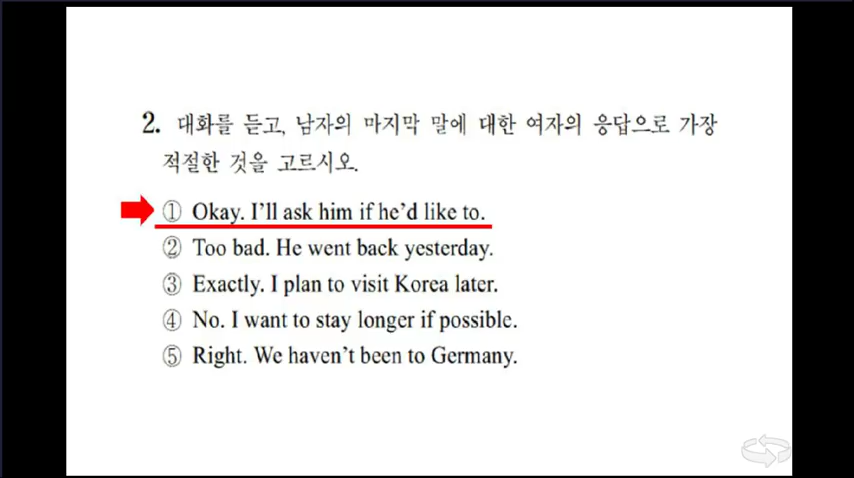 2. 대화를 듣고, 남자의 마지막 말에 대한 여자의 응답으로 가장
적절한 것을 고르시오.
① Okay. I'll ask him if he'd like to.
② Too bad. He went back yesterday.
③ Exactly. I plan to visit Korea later.
④ No. I want to stay longer if possible.
⑤ Right. We haven't been to Germany.